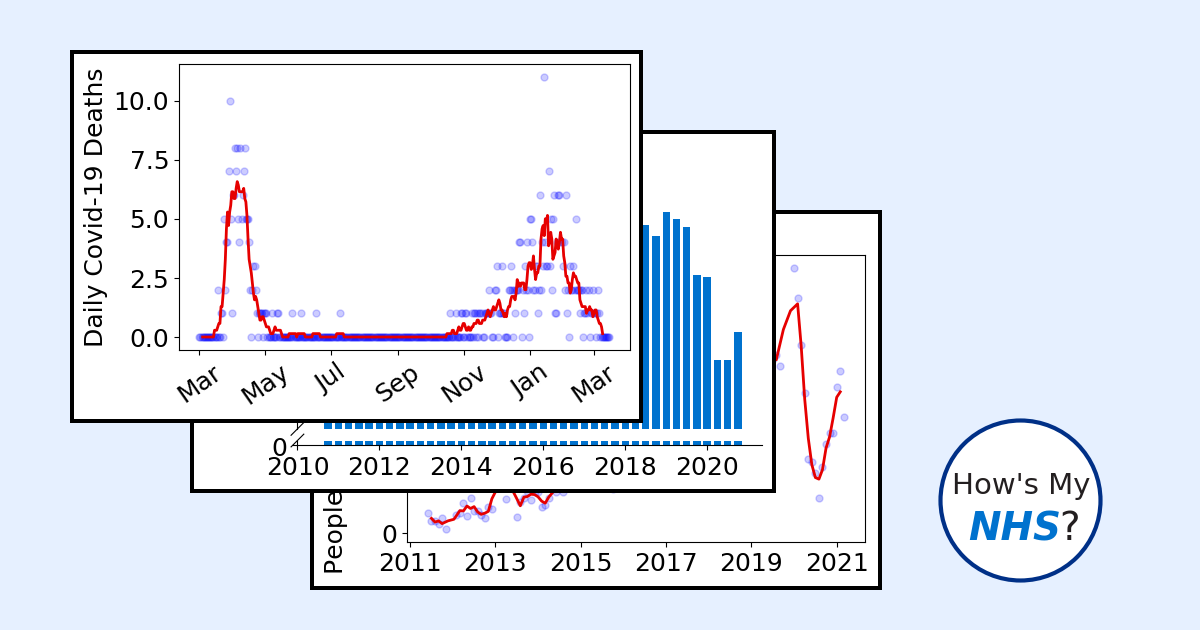 Daily Covid-19 Deaths
10.0
7.5
5.0
2.5
0.0
Mar May Jul Sep Nov Jan Mar
0
2010 2012 2014 2016 2018 2020
People
0
2011 2013 2015 2017 2019 2021
How's My
NHS?